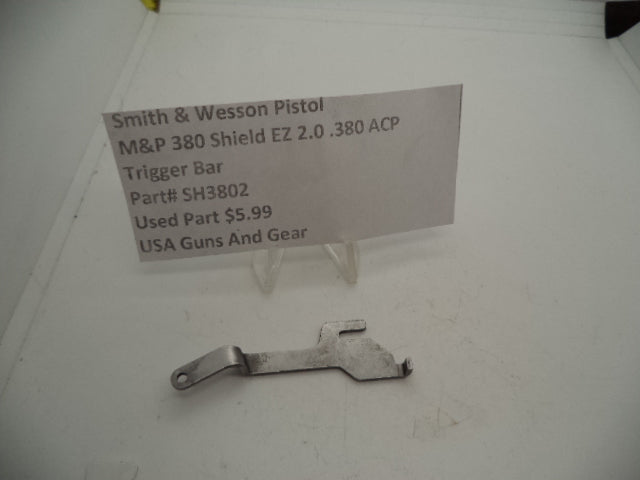 Smith & Wesson Pistol
M&P 380 Shield EZ 2.0 .380 ACP
Trigger Bar
Part# SH3802
Used Part $5.99
USA Guns And Gear